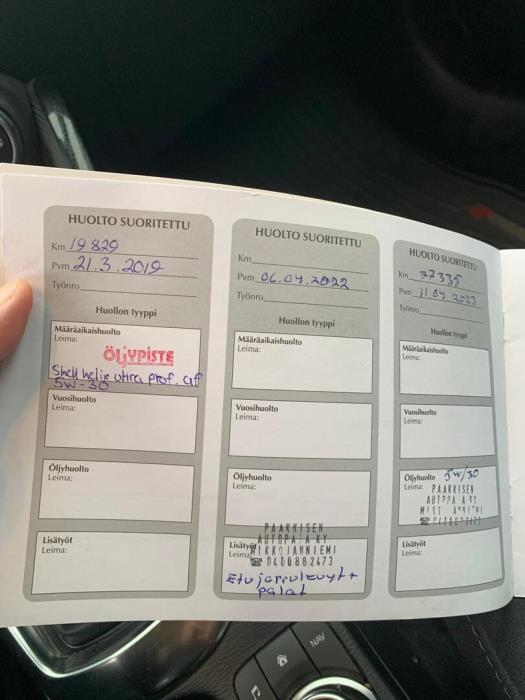 HUOLTO SUORITETTU
Km 19 829
Pvm 21.3.2019
Työnro
Huollon tyyppi
Määräaikaishuolto
Leima:
ÖLJYPISTE
Shell helix ultra prof. af
5W-30
Vuosihuolto
Leima:
Öljyhuolto
Leima:
Lisätyöt
Leima:
HUOLTO SUORITETTU
Km
Pvm 06.04.2022
Työnro
Huollon tyyppi
Määräaikaishuolto
Leima:
Vuosihuolto
Leima:
Öljyhuolto
Leima:
Lisätyöt
Leima:
PAAKKISEN
AUTOPAJA KY
MIKKO JANNIEMI
☎ 0400882473
Etujarrulevyt+
palat
HUOLTO SUORITETTU
Km 37335
Pvm 11.04 2023
Työnro
Huollon tyyppi
Määräaikaishuolto
Leima:
Vuosihuolto
Leima:
Öljyhuolto 5W/30
Leima:
PAAKKISEN
Lisätyöt
Leima:
NAV